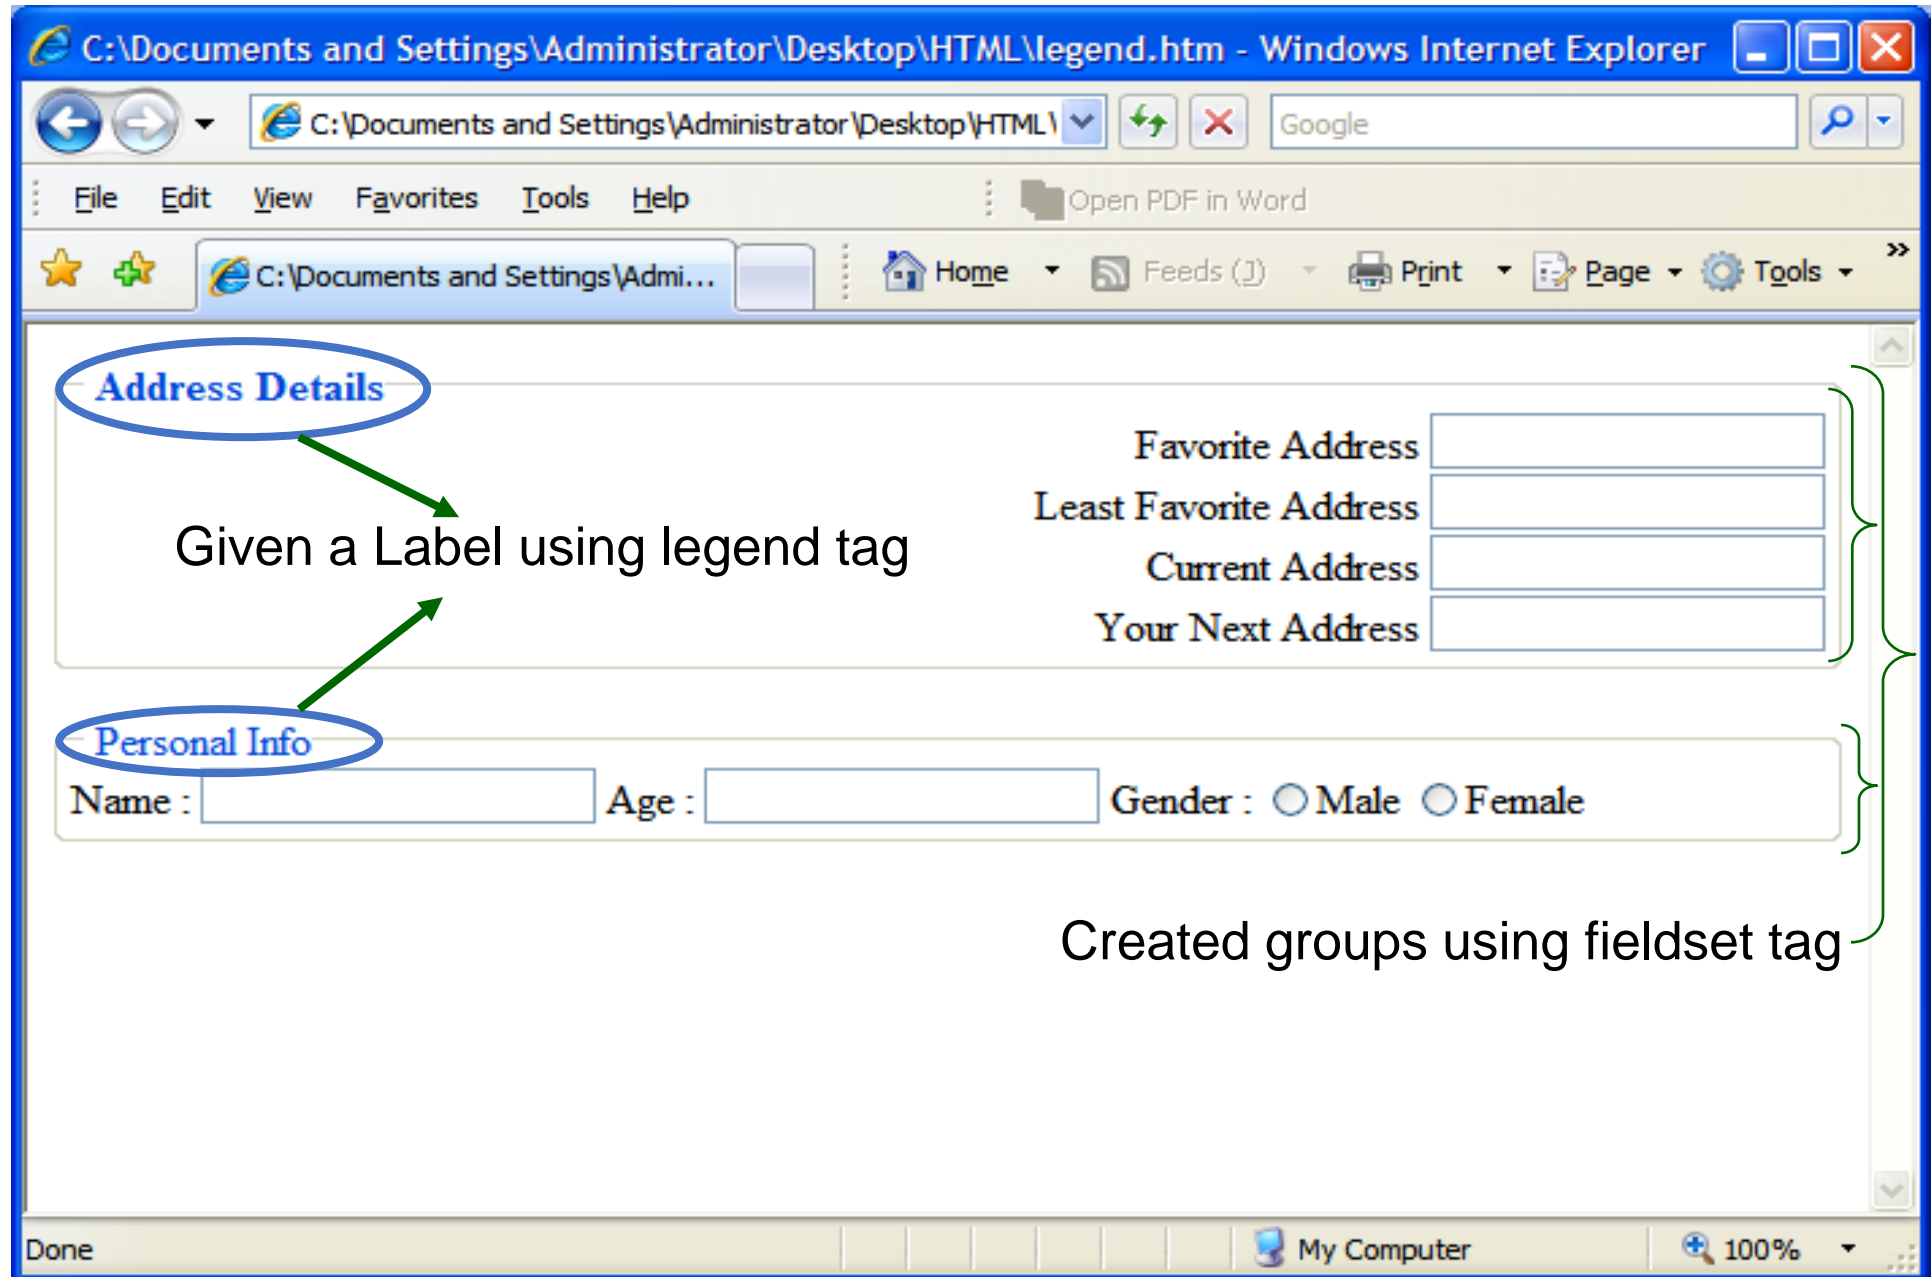 C:\Documents and Settings\Administrator\Desktop\HTML\legend.htm - Windows Internet Explorer
C:\Documents and Settings\Administrator\Desktop\HTML\
Google
File Edit View Favorites Tools Help
Open PDF in Word
C:\Documents and Settings\Admi...
Home Feeds (J) Print Page Tools »
Address Details
Favorite Address
Least Favorite Address
Given a Label using legend tag
Current Address
Your Next Address
Personal Info
Name : Age : Gender : Male Female
Created groups using fieldset tag
Done My Computer 100%